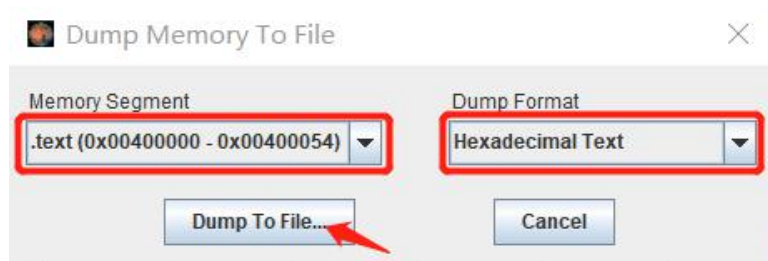 Dump Memory To File
Memory Segment
Dump Format
.text (0x00400000 - 0x00400054)
Hexadecimal Text
Dump To File...
Cancel